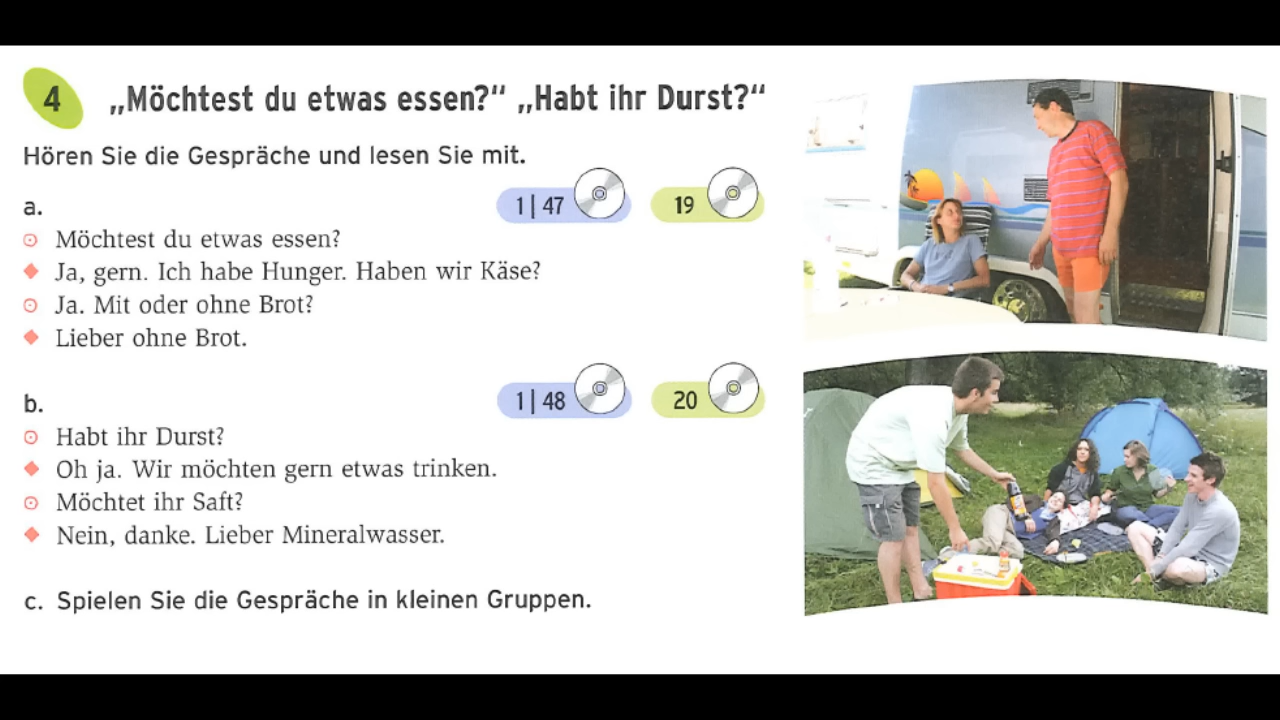 4 „Möchtest du etwas essen?“ „Habt ihr Durst?“
Hören Sie die Gespräche und lesen Sie mit.
a. 1|47 19
Möchtest du etwas essen?
Ja, gern. Ich habe Hunger. Haben wir Käse?
Ja. Mit oder ohne Brot?
Lieber ohne Brot.
b. 1|48 20
Habt ihr Durst?
Oh ja. Wir möchten gern etwas trinken.
Möchtet ihr Saft?
Nein, danke. Lieber Mineralwasser.
c. Spielen Sie die Gespräche in kleinen Gruppen.